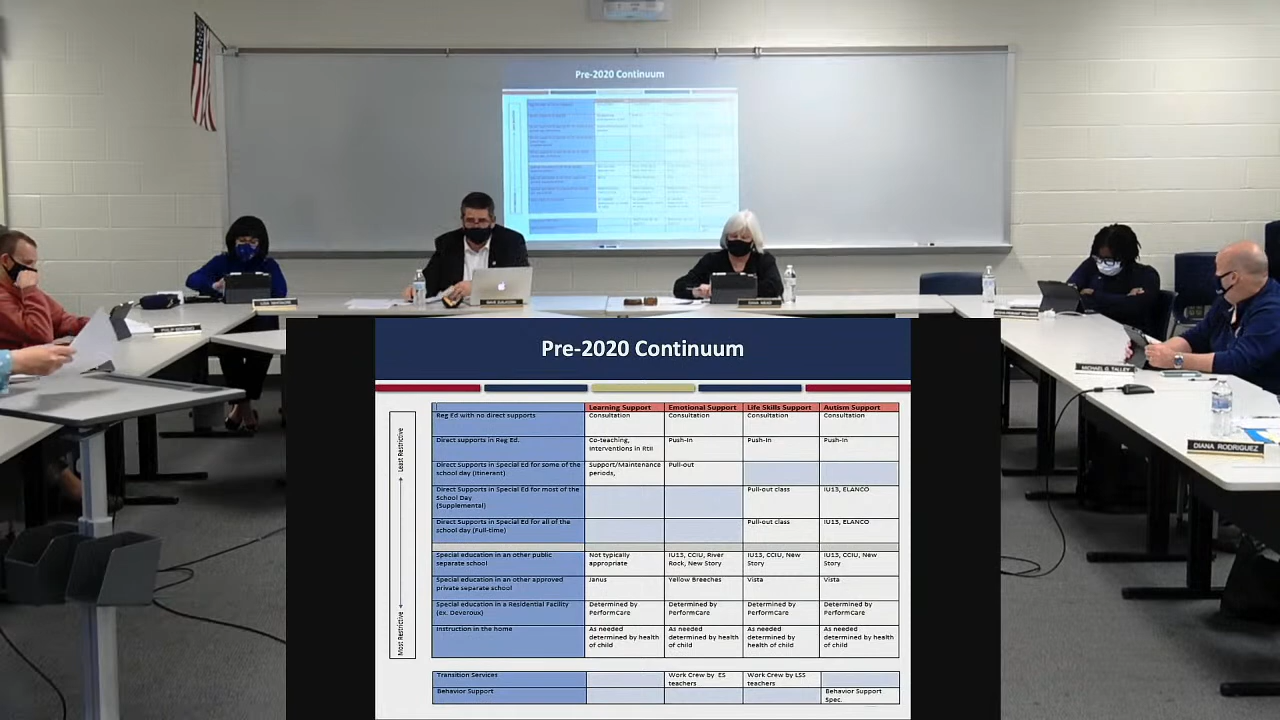 Pre-2020 Continuum
MICHAEL G. TALLEY
DIANA RODRIGUEZ
Pre-2020 Continuum
Learning Support Emotional Support Life Skills Support Autism Support
Reg Ed with no direct supports Consultation Consultation Consultation Consultation
Direct supports in Reg Ed. Co-teaching, Push-In Push-In Push-In
interventions in RtII
Direct Supports in Special Ed for some of the Support/Maintenance Pull-out
school day (Itinerant) periods,
Direct Supports in Special Ed for most of the Pull-out class IU13, ELANCO
School Day
(Supplemental)
Direct Supports in Special Ed for all of the Pull-out class IU13, ELANCO
school day (Full-time)
Special education in an other public Not typically IU13, CCIU, River IU13, CCIU, New IU13, CCIU, New
separate school appropriate Rock, New Story Story Story
Special education in an other approved Janus Yellow Breeches Vista Vista
private separate school
Special education in a Residential Facility Determined by Determined by Determined by Determined by
(ex. Devereux) PerformCare PerformCare PerformCare PerformCare
Instruction in the home As needed As needed As needed As needed
determined by health determined by health determined by determined by health
of child of child health of child of child
Least Restrictive
Most Restrictive
Transition Services Work Crew by ES Work Crew by LSS
teachers teachers
Behavior Support Behavior Support
Spec.